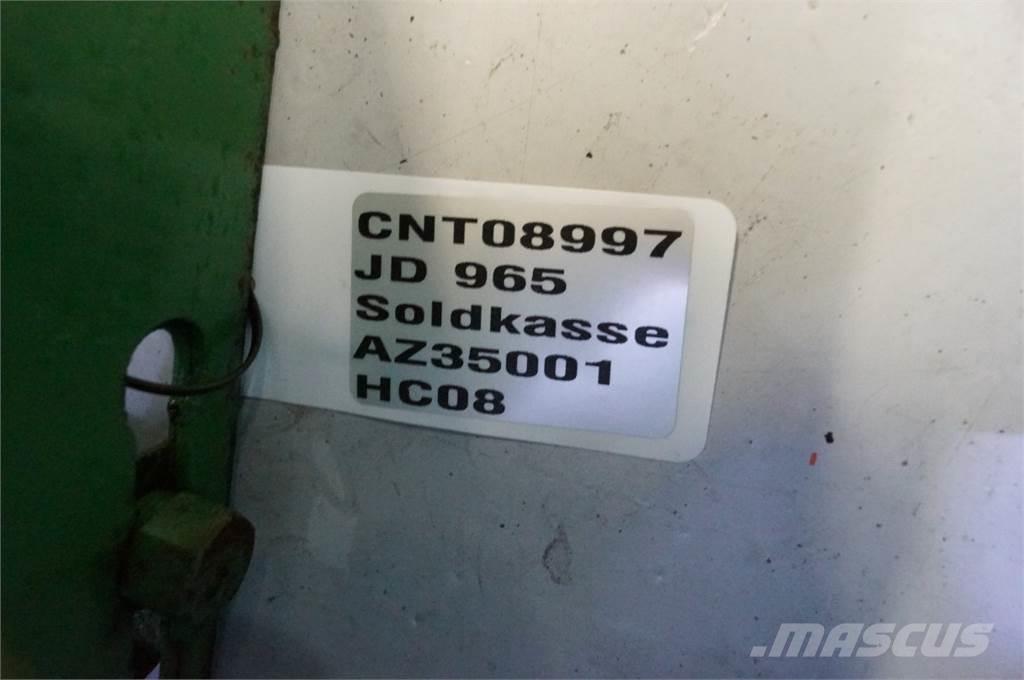 CNT08997
JD 965
Soldkasse
AZ35001
HC08
.MASCUS